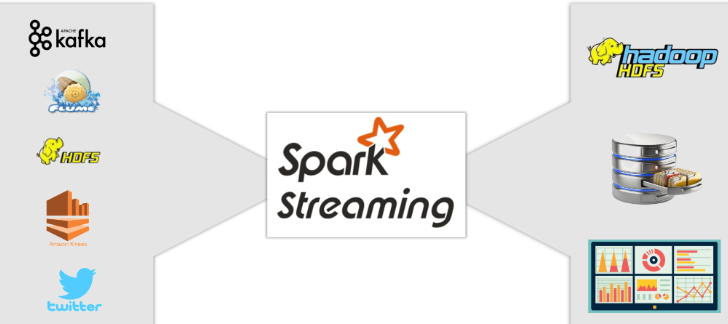 APACHE
kafka
FLUME
HDFS
Amazon Kinesis
twitter
Spark
Streaming
hadoop
HDFS